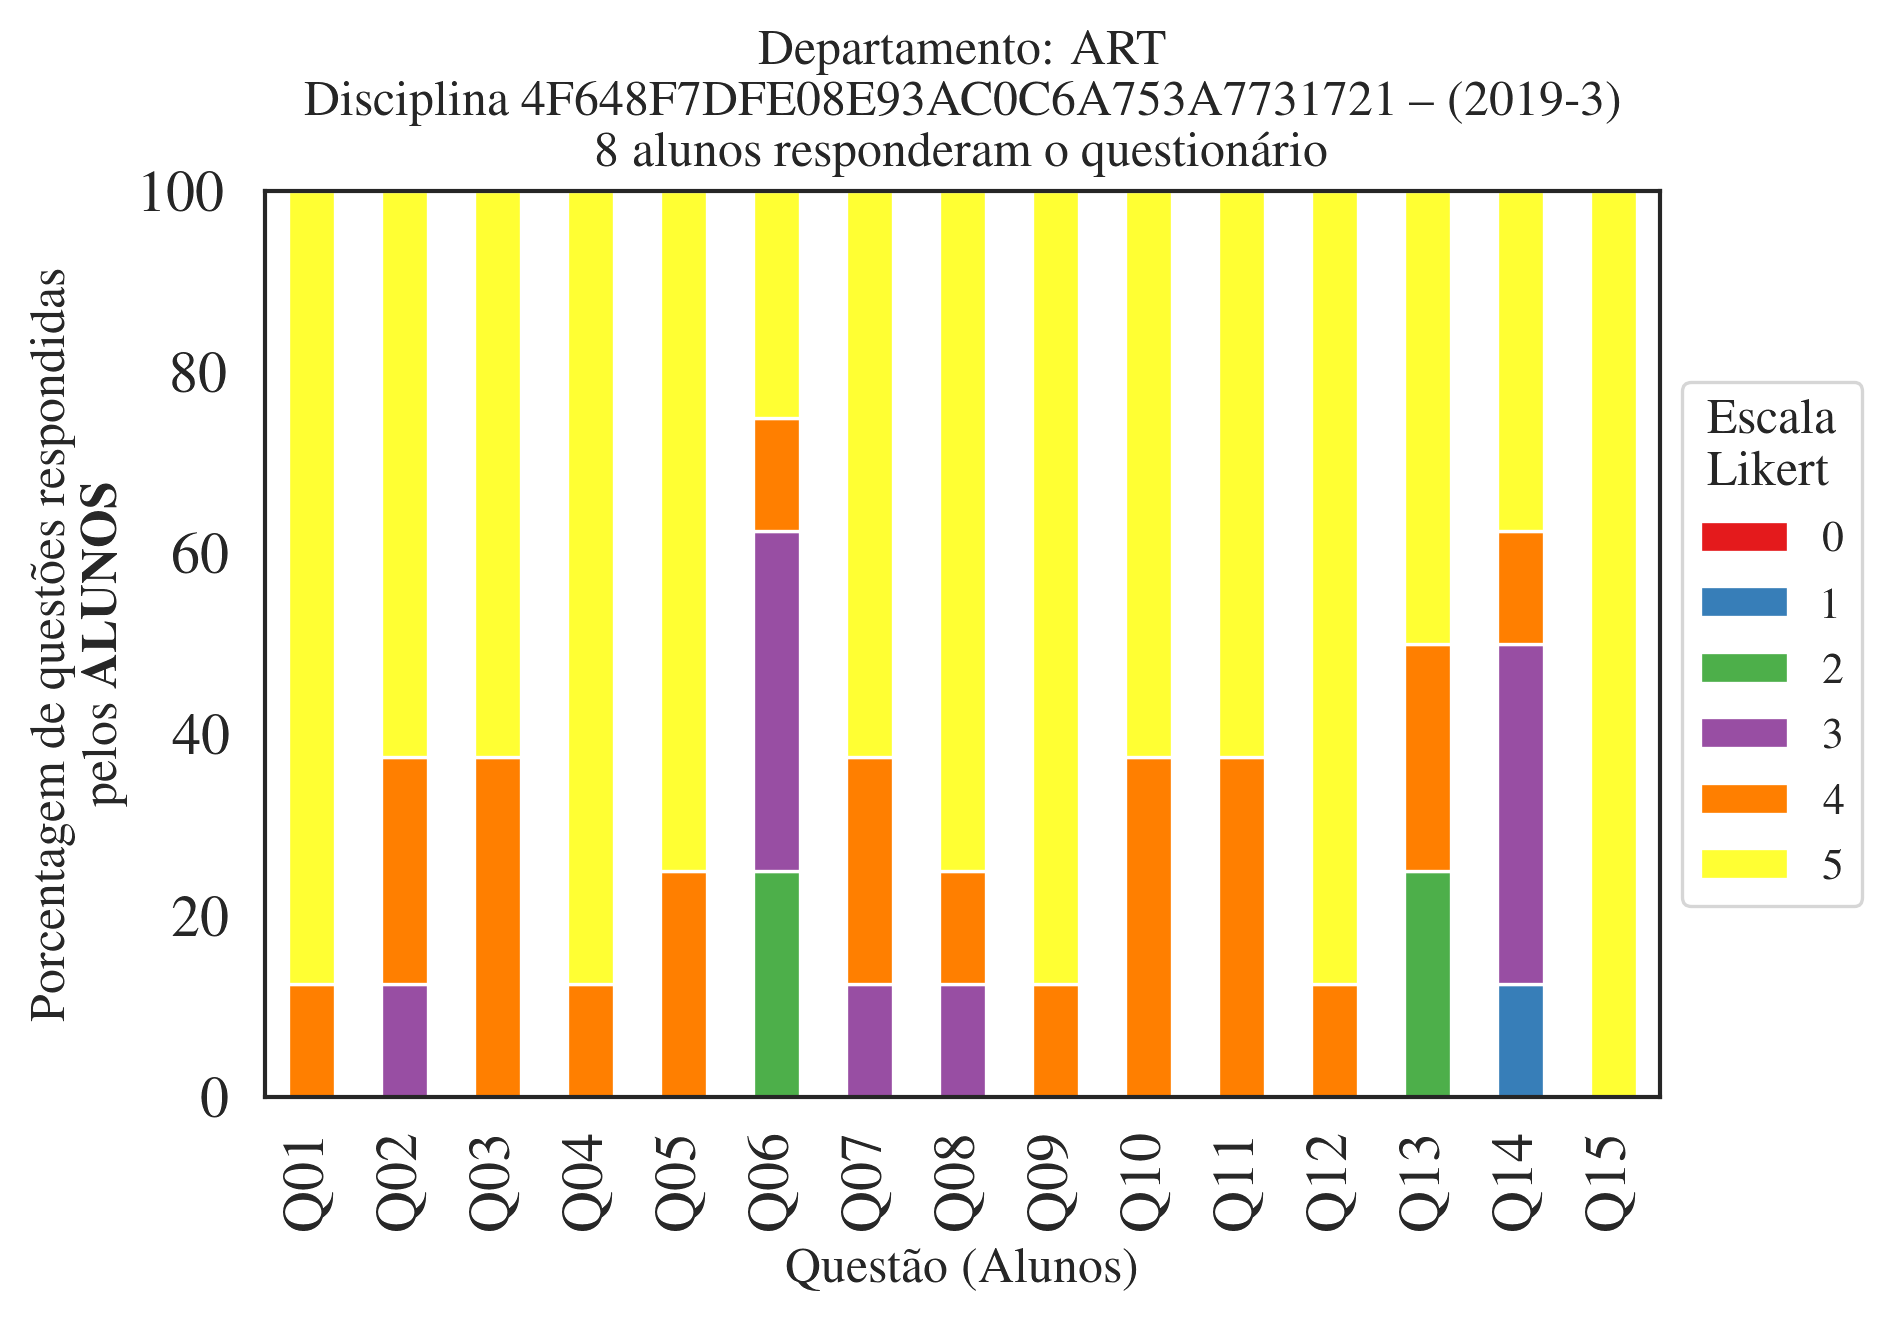 Departamento: ART
Disciplina 4F648F7DFE08E93AC0C6A753A7731721 – (2019-3)
8 alunos responderam o questionário
Porcentagem de questões respondidas
pelos ALUNOS
100
80
60
40
20
0
Q01
Q02
Q03
Q04
Q05
Q06
Q07
Q08
Q09
Q10
Q11
Q12
Q13
Q14
Q15
Questão (Alunos)
Escala
Likert
0
1
2
3
4
5